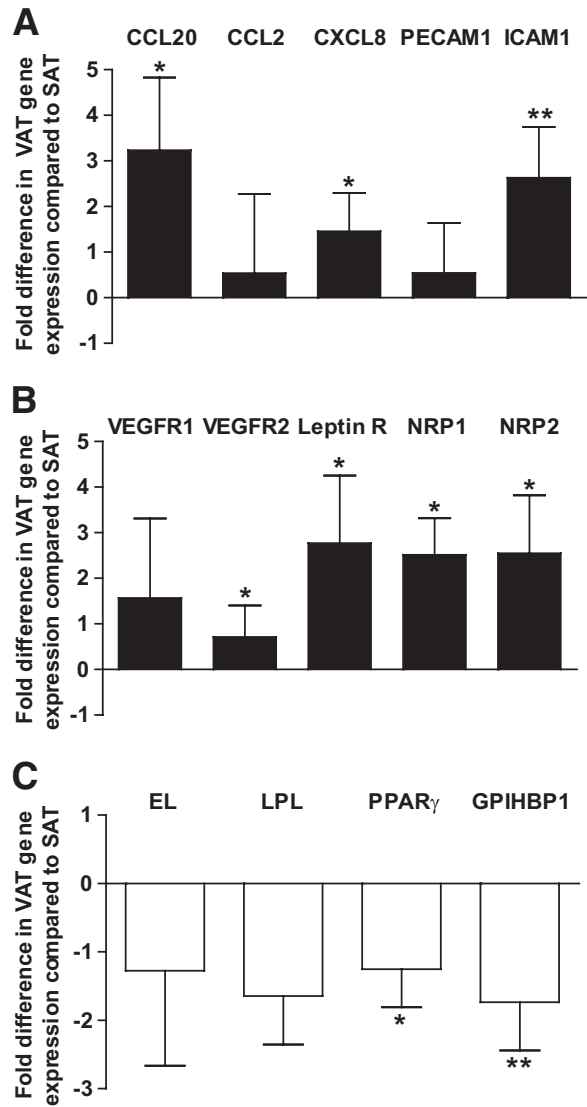 A
CCL20 CCL2 CXCL8 PECAM1 ICAM1
Fold difference in VAT gene
expression compared to SAT
5
4
3
2
1
0
-1
* * **
B
VEGFR1 VEGFR2 Leptin R NRP1 NRP2
Fold difference in VAT gene
expression compared to SAT
5
4
3
2
1
0
-1
* * * *
C
EL LPL PPARγ GPIHBP1
Fold difference in VAT gene
expression compared to SAT
1
0
-1
-2
-3
* **